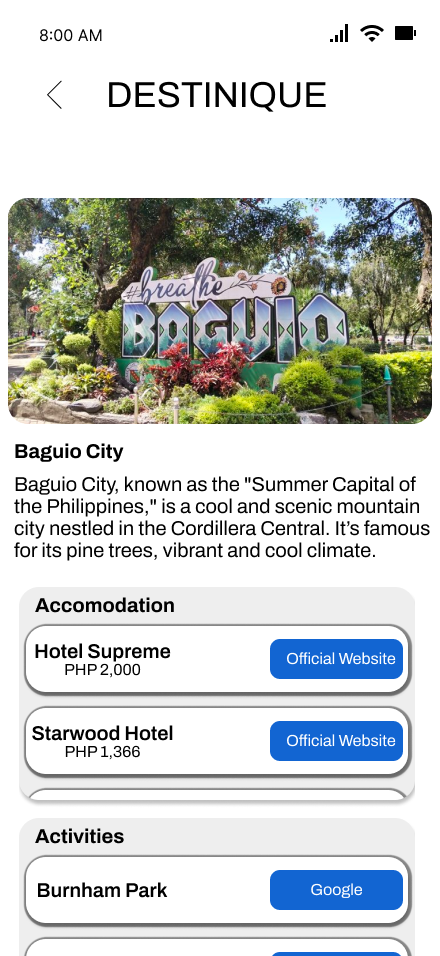 8:00 AM
DESTINIQUE
#breathe
BAGUIO
Baguio City
Baguio City, known as the "Summer Capital of
the Philippines," is a cool and scenic mountain
city nestled in the Cordillera Central. It’s famous
for its pine trees, vibrant and cool climate.
Accomodation
Hotel Supreme
PHP 2,000
Official Website
Starwood Hotel
PHP 1,366
Official Website
Activities
Burnham Park
Google